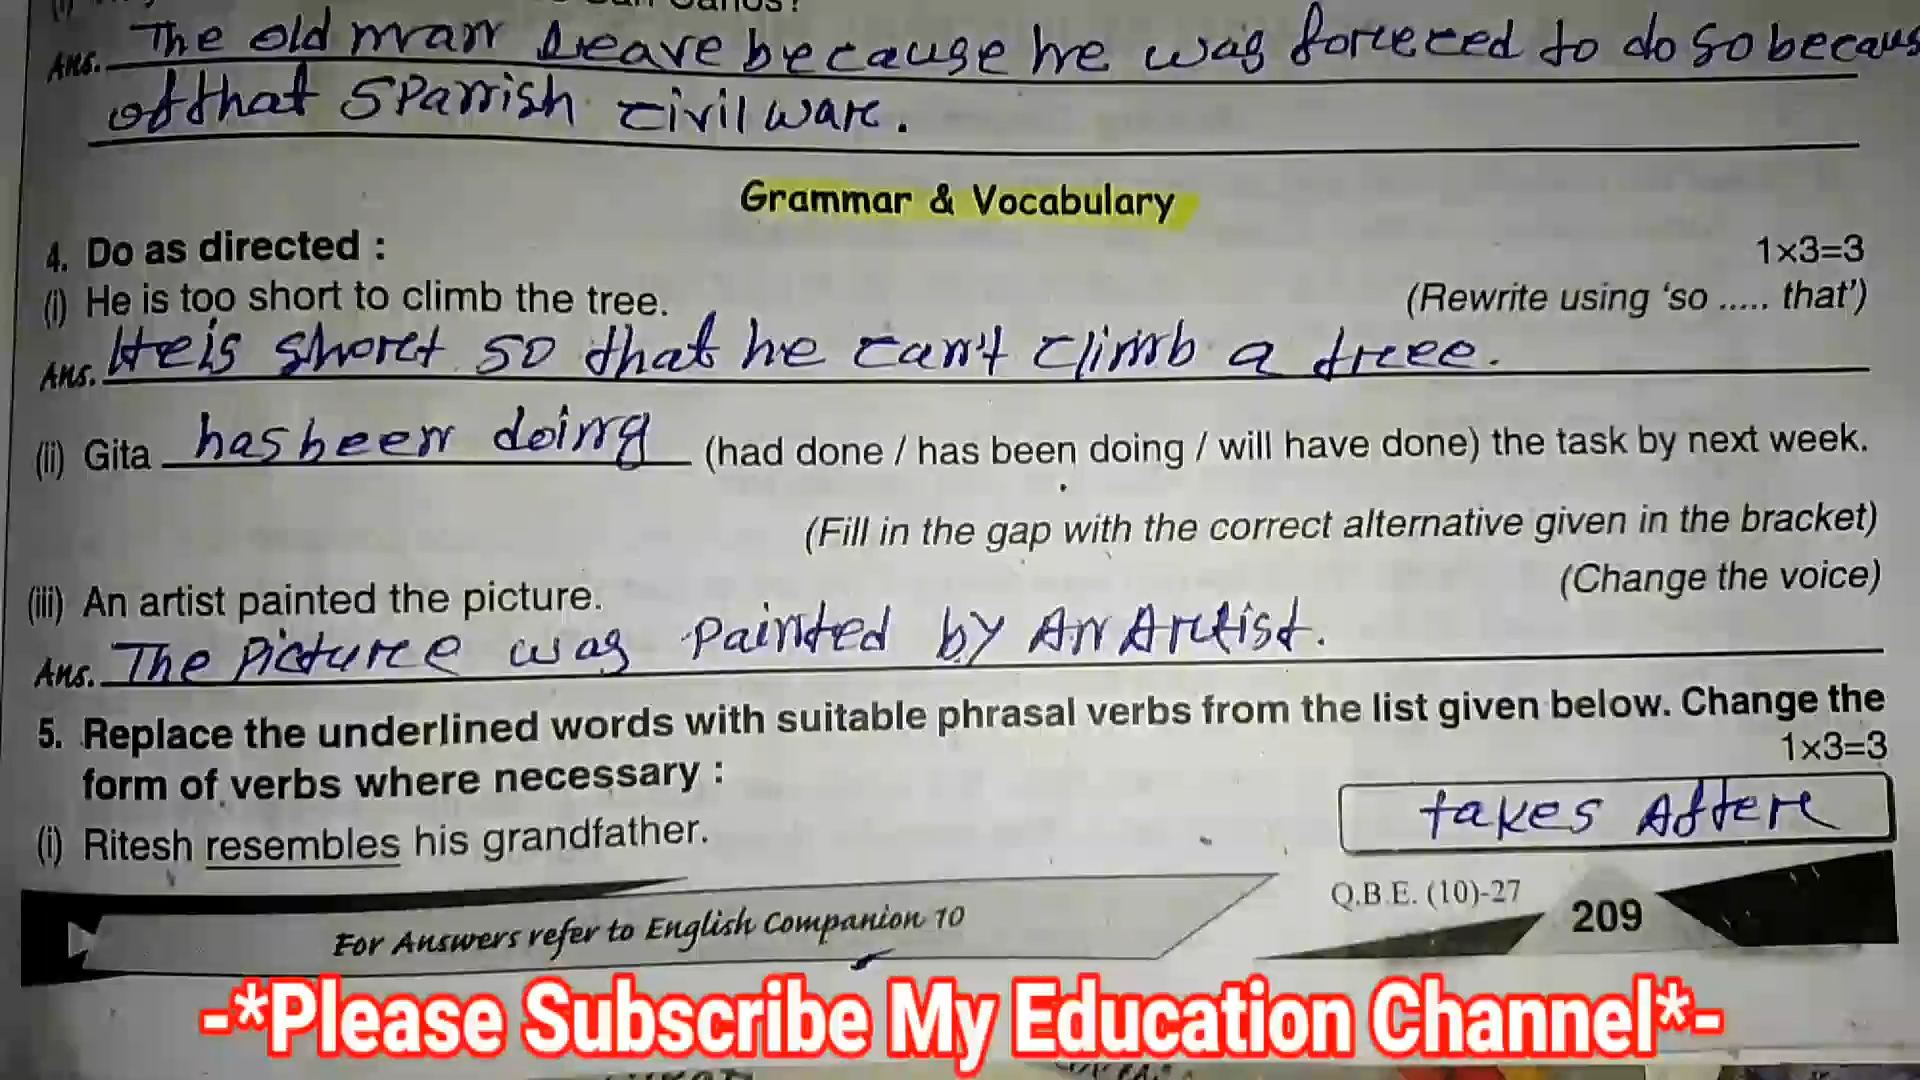 San Carlos?
Ans. The old man Leave because he was forceced to do so becaus
of that Spanish civil ware.
Grammar & Vocabulary
4. Do as directed :
1×3=3
(i) He is too short to climb the tree.
(Rewrite using 'so ..... that')
Ans. He is short so that he can't climb a tree.
(ii) Gita has been doing (had done / has been doing / will have done) the task by next week.
(Fill in the gap with the correct alternative given in the bracket)
(iii) An artist painted the picture.
(Change the voice)
Ans. The Picture was Painted by An Artist.
5. Replace the underlined words with suitable phrasal verbs from the list given below. Change the
form of verbs where necessary :
1×3=3
(i) Ritesh resembles his grandfather.
takes After
For Answers refer to English Companion 10
Q.B.E. (10)-27
209
-*Please Subscribe My Education Channel*-